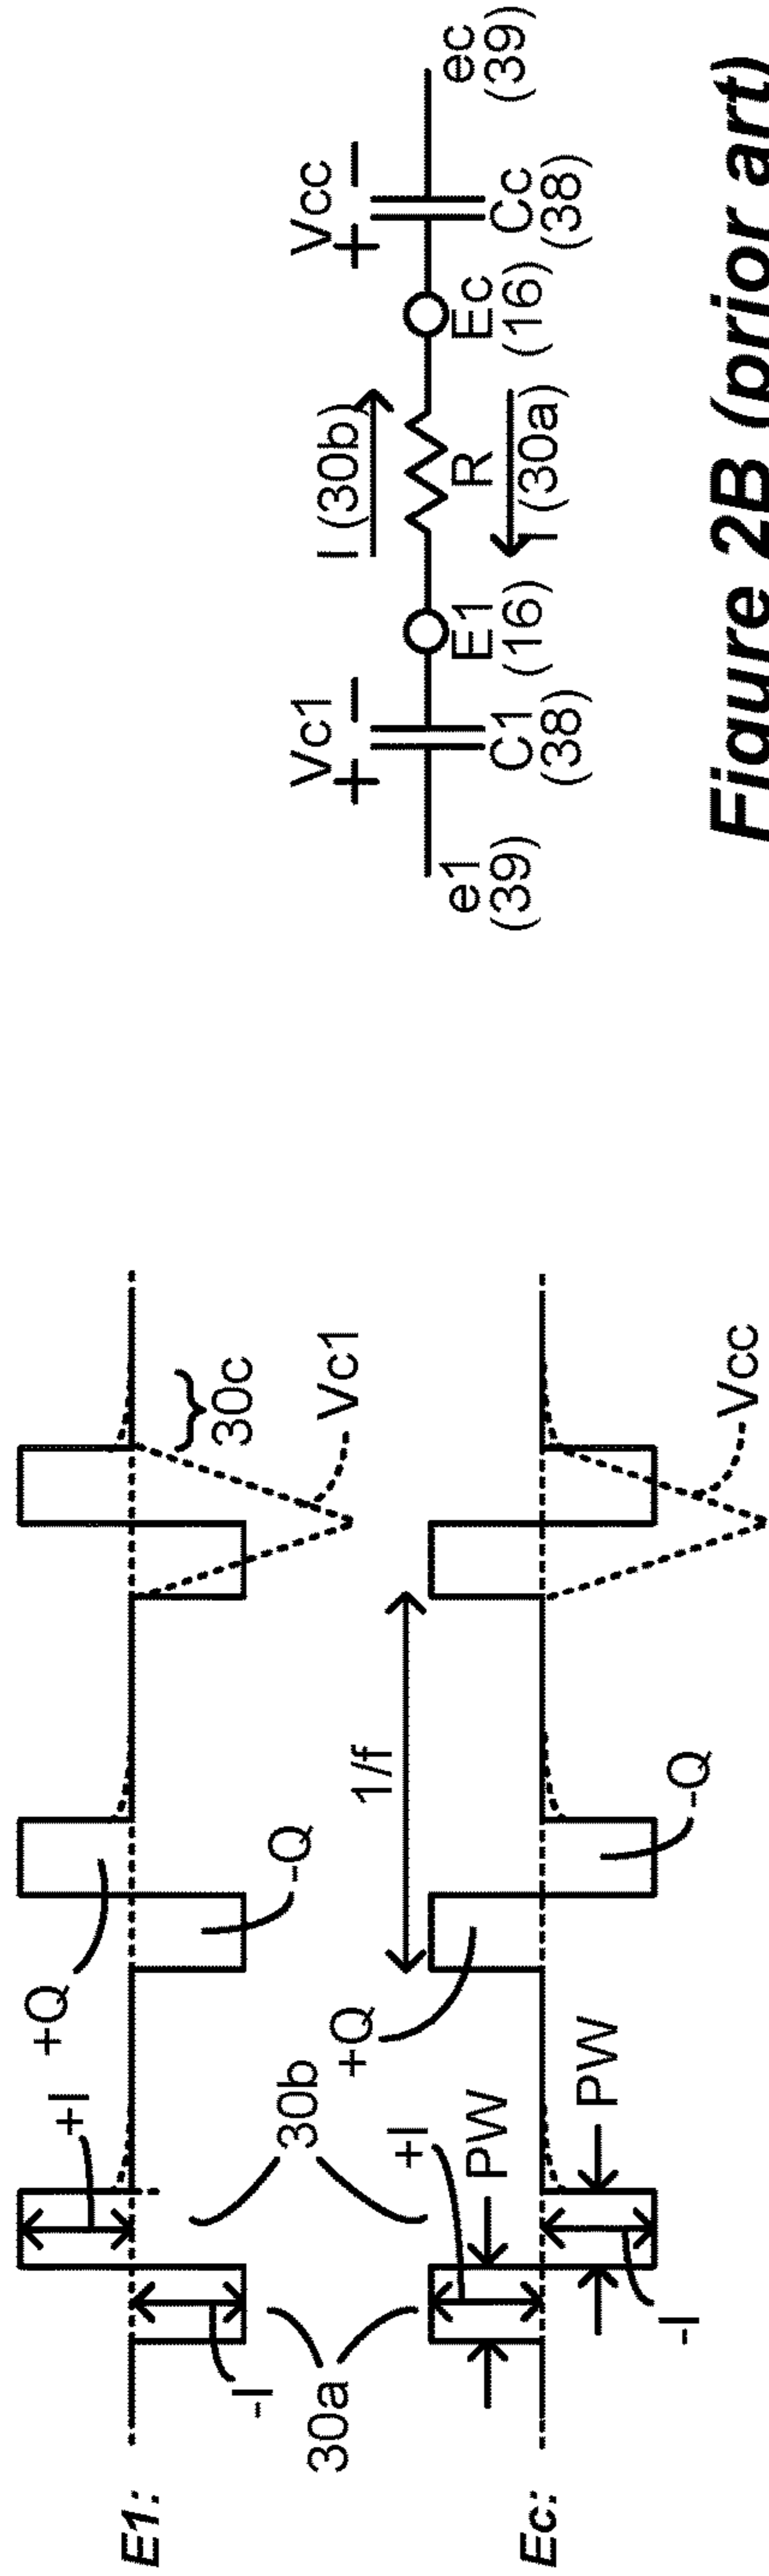 E1:
-I
+I
30a
30b
+Q
-Q
30c
Vc1
Ec:
+I
PW
-I
PW
+Q
1/f
-Q
Vcc
Vc1
+
−
I (30b)
Vcc
+
−
e1
(39)
C1
(38)
E1
(16)
R
I (30a)
Ec
(16)
Cc
(38)
ec
(39)
Figure 2B (prior art)